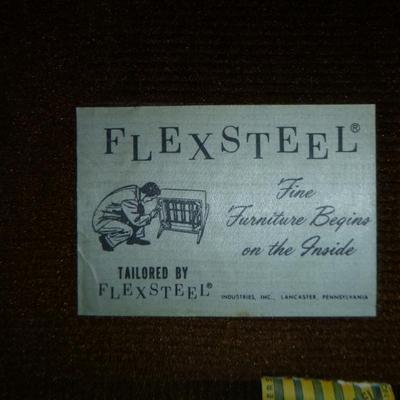 FLEXSTEEL®
Fine
Furniture Begins
on the Inside
TAILORED BY
FLEXSTEEL®
INDUSTRIES, INC., LANCASTER, PENNSYLVANIA